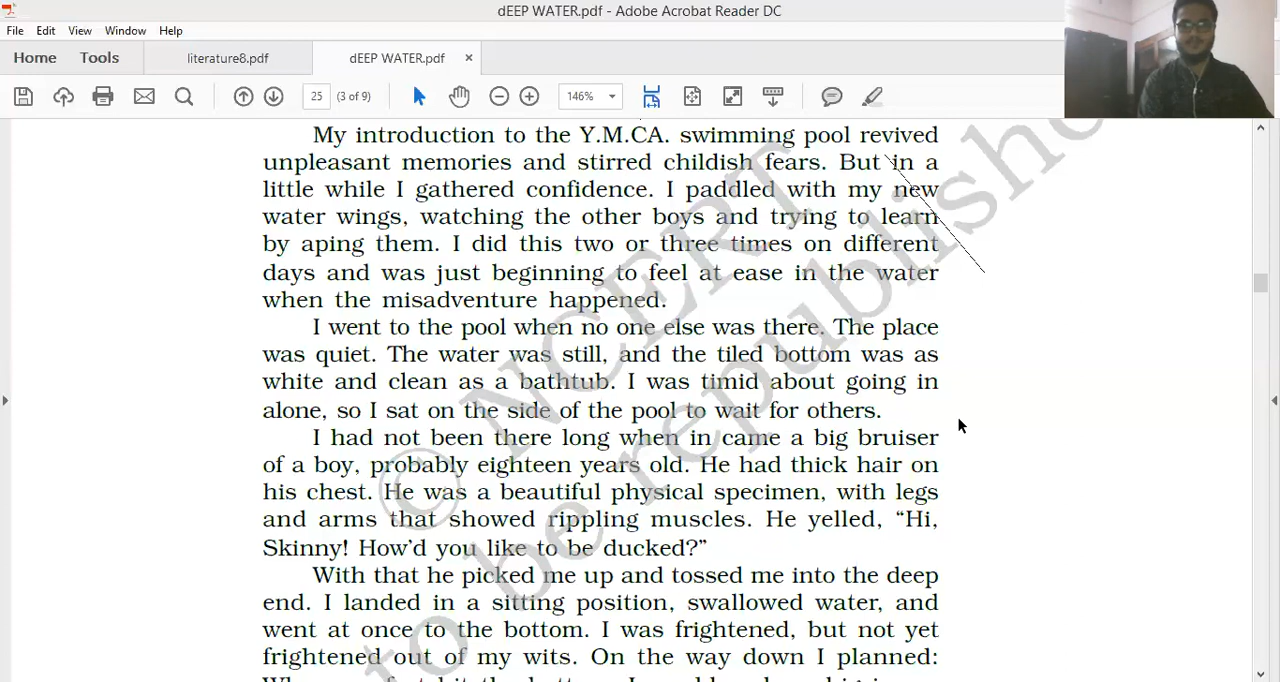 dEEP WATER.pdf - Adobe Acrobat Reader DC
File Edit View Window Help
Home Tools literature8.pdf dEEP WATER.pdf ×
25 (3 of 9) 146%
My introduction to the Y.M.CA. swimming pool revived
unpleasant memories and stirred childish fears. But in a
little while I gathered confidence. I paddled with my new
water wings, watching the other boys and trying to learn
by aping them. I did this two or three times on different
days and was just beginning to feel at ease in the water
when the misadventure happened.
I went to the pool when no one else was there. The place
was quiet. The water was still, and the tiled bottom was as
white and clean as a bathtub. I was timid about going in
alone, so I sat on the side of the pool to wait for others.
I had not been there long when in came a big bruiser
of a boy, probably eighteen years old. He had thick hair on
his chest. He was a beautiful physical specimen, with legs
and arms that showed rippling muscles. He yelled, “Hi,
Skinny! How’d you like to be ducked?”
With that he picked me up and tossed me into the deep
end. I landed in a sitting position, swallowed water, and
went at once to the bottom. I was frightened, but not yet
frightened out of my wits. On the way down I planned:
© NCERT
to be republishe